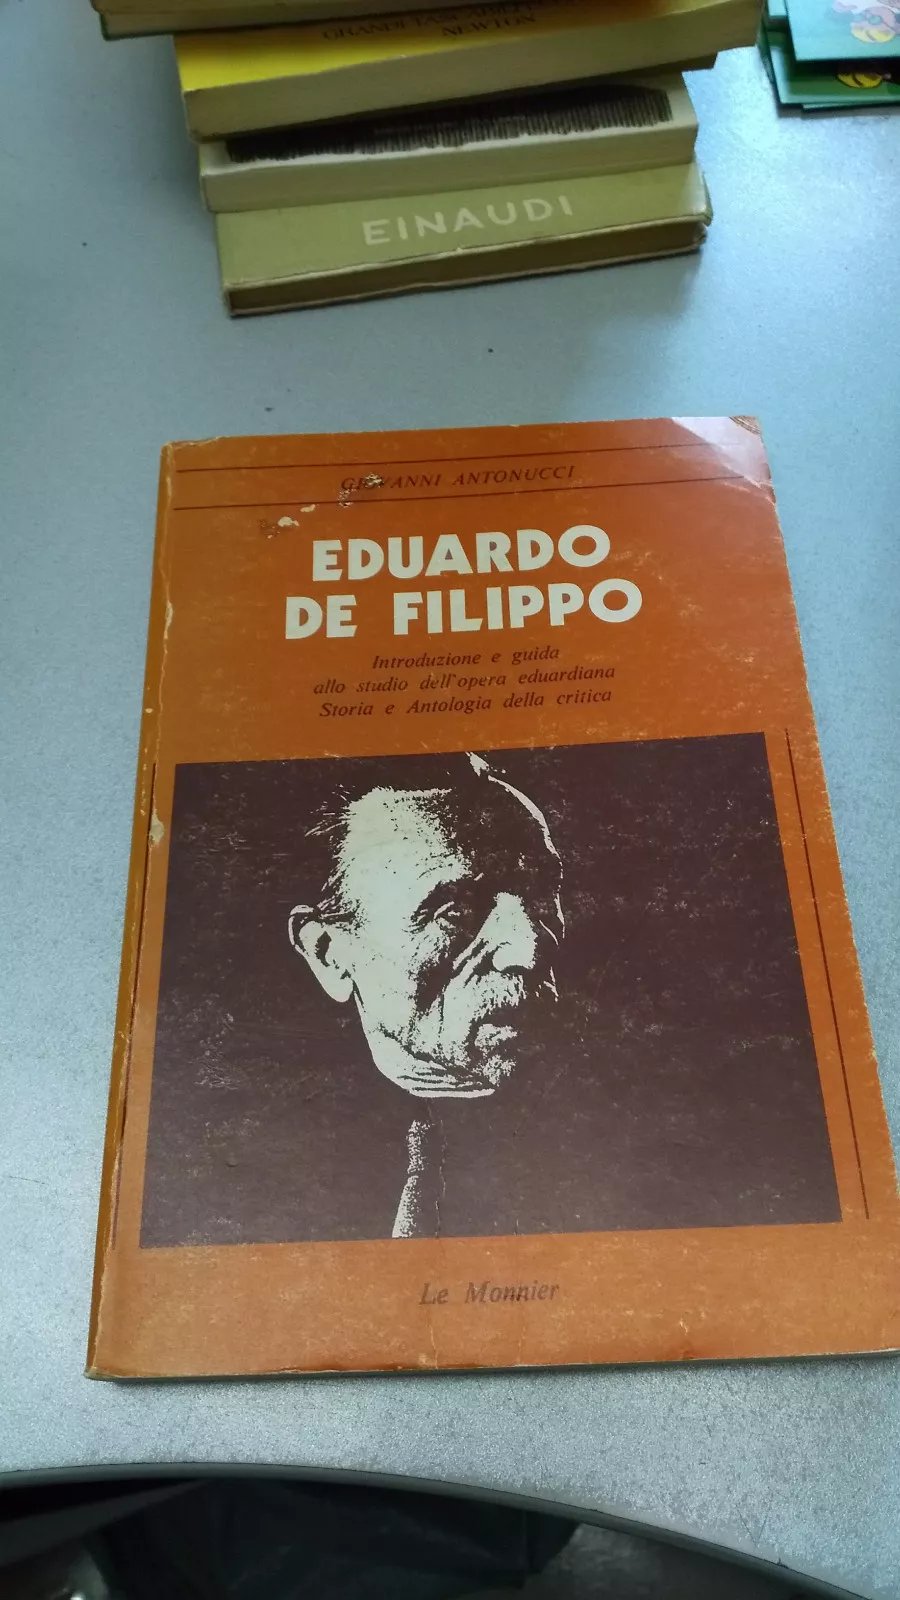 NEWTON
EINAUDI
GIOVANNI ANTONUCCI
EDUARDO
DE FILIPPO
Introduzione e guida
allo studio dell'opera eduardiana
Storia e Antologia della critica
Le Monnier